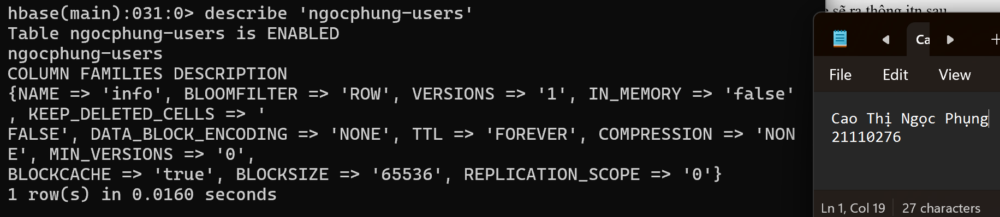 hbase(main):031:0> describe 'ngocphung-users'
Table ngocphung-users is ENABLED
ngocphung-users
COLUMN FAMILIES DESCRIPTION
{NAME => 'info', BLOOMFILTER => 'ROW', VERSIONS => '1', IN_MEMORY => 'false'
, KEEP_DELETED_CELLS => '
FALSE', DATA_BLOCK_ENCODING => 'NONE', TTL => 'FOREVER', COMPRESSION => 'NON
E', MIN_VERSIONS => '0',
BLOCKCACHE => 'true', BLOCKSIZE => '65536', REPLICATION_SCOPE => '0'}
1 row(s) in 0.0160 seconds
sẽ ra thông itn sau
Ca
File Edit View
Cao Thị Ngọc Phụng
21110276
Ln 1, Col 19 27 characters